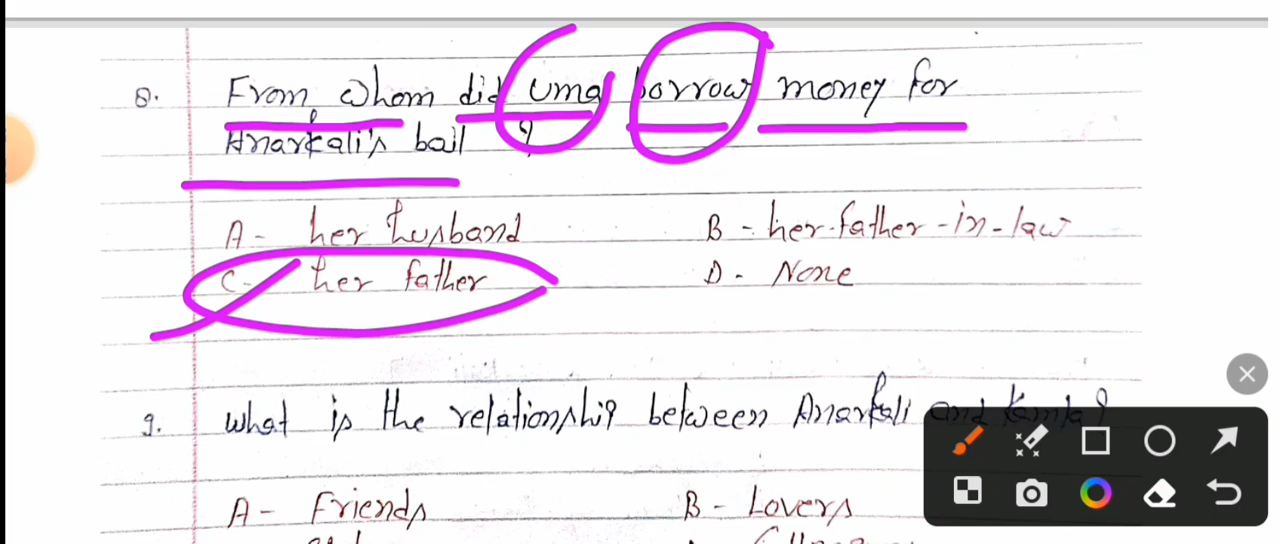 8. From whom did Uma borrow money for
Anarkali's bail ?
A - her husband
B - her-father-in-law
C - her father
D - None
9. what is the relationship between Anarkali and
A - Friends
B - Lovers